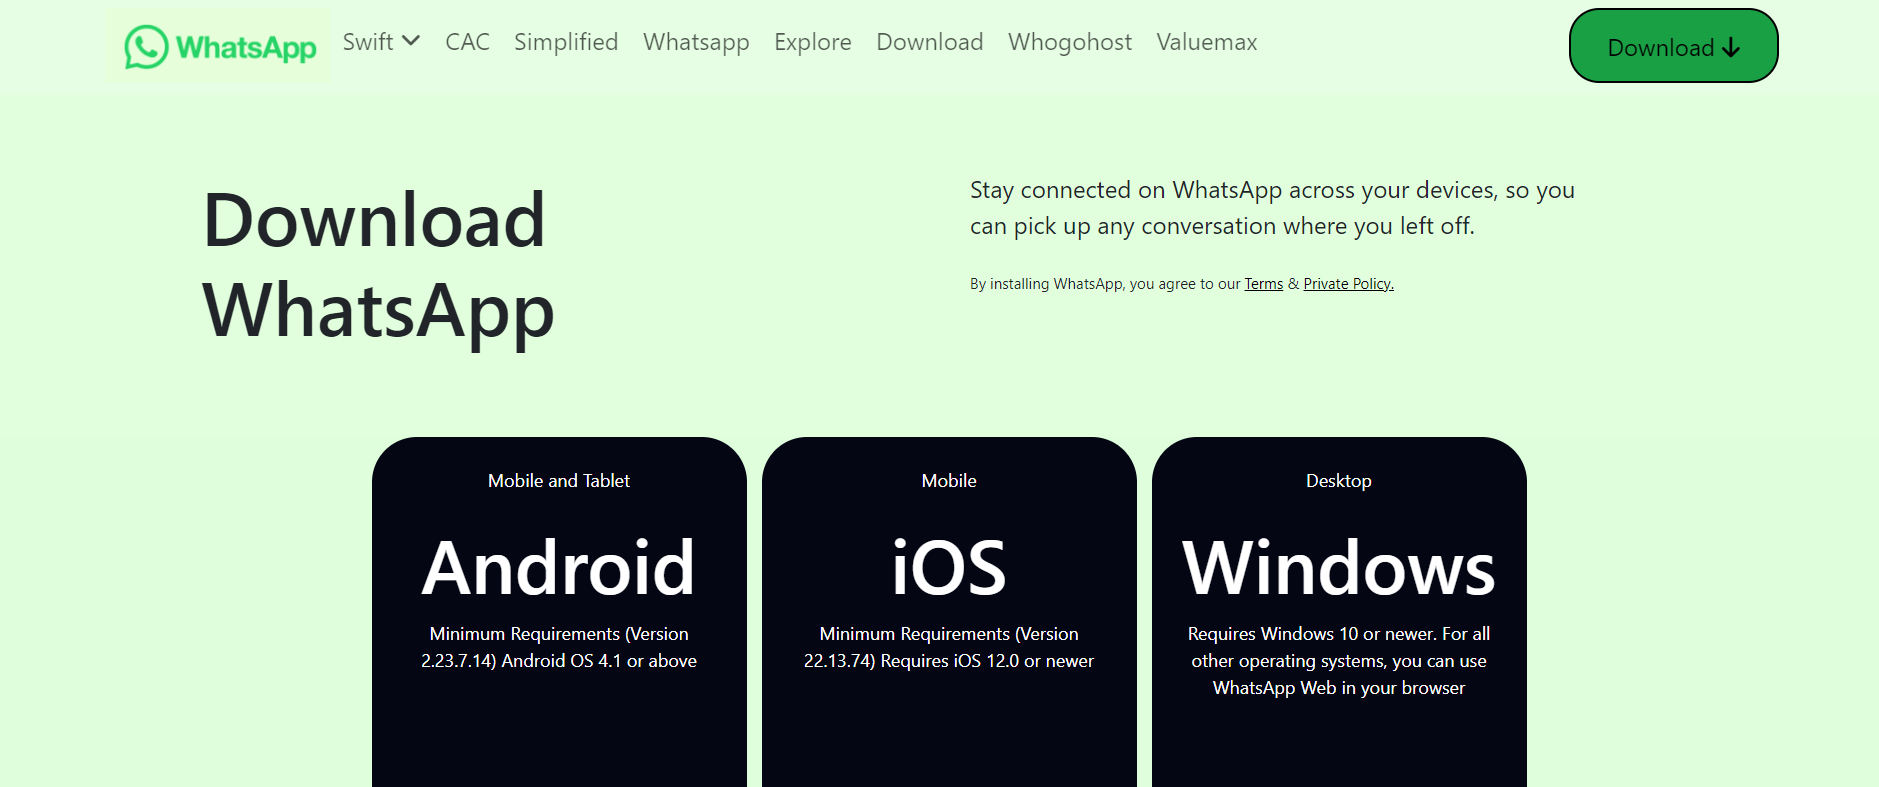 WhatsApp Swift CAC Simplified Whatsapp Explore Download Whogohost Valuemax Download
Download
WhatsApp
Stay connected on WhatsApp across your devices, so you
can pick up any conversation where you left off.
By installing WhatsApp, you agree to our Terms & Private Policy.
Mobile and Tablet
Android
Minimum Requirements (Version
2.23.7.14) Android OS 4.1 or above
Mobile
iOS
Minimum Requirements (Version
22.13.74) Requires iOS 12.0 or newer
Desktop
Windows
Requires Windows 10 or newer. For all
other operating systems, you can use
WhatsApp Web in your browser